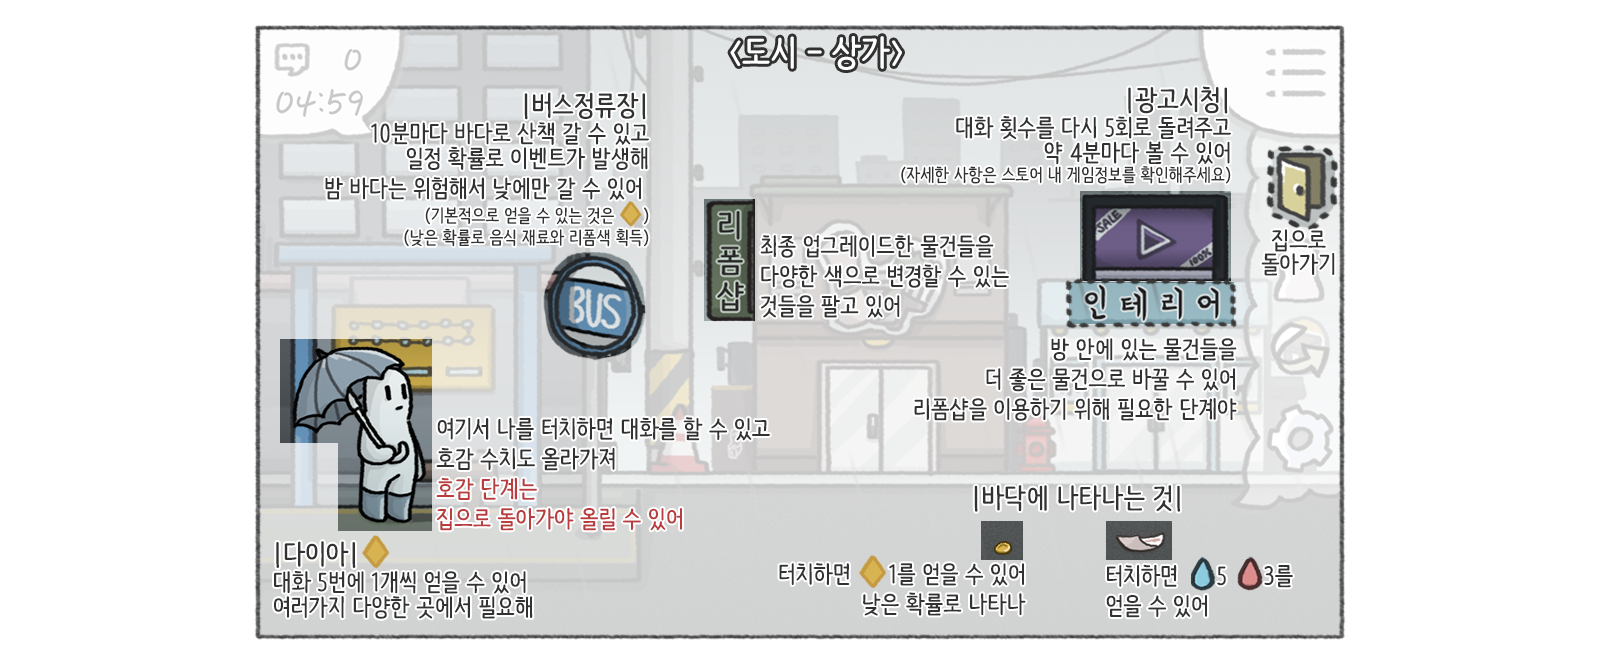 <도시 - 상가>
0
04:59
|버스정류장|
10분마다 바다로 산책 갈 수 있고
일정 확률로 이벤트가 발생해
밤 바다는 위험해서 낮에만 갈 수 있어
(기본적으로 얻을 수 있는 것은 )
(낮은 확률로 음식 재료와 리폼색 획득)
BUS
|광고시청|
대화 횟수를 다시 5회로 돌려주고
약 4분마다 볼 수 있어
(자세한 사항은 스토어 내 게임정보를 확인해주세요)
SALE
100%
집으로
돌아가기
리폼샵
최종 업그레이드한 물건들을
다양한 색으로 변경할 수 있는
것들을 팔고 있어
인테리어
방 안에 있는 물건들을
더 좋은 물건으로 바꿀 수 있어
리폼샵을 이용하기 위해 필요한 단계야
여기서 나를 터치하면 대화를 할 수 있고
호감 수치도 올라가져
호감 단계는
집으로 돌아가야 올릴 수 있어
|다이아|
대화 5번에 1개씩 얻을 수 있어
여러가지 다양한 곳에서 필요해
|바닥에 나타나는 것|
터치하면 1를 얻을 수 있어
낮은 확률로 나타나
터치하면 5 3를
얻을 수 있어